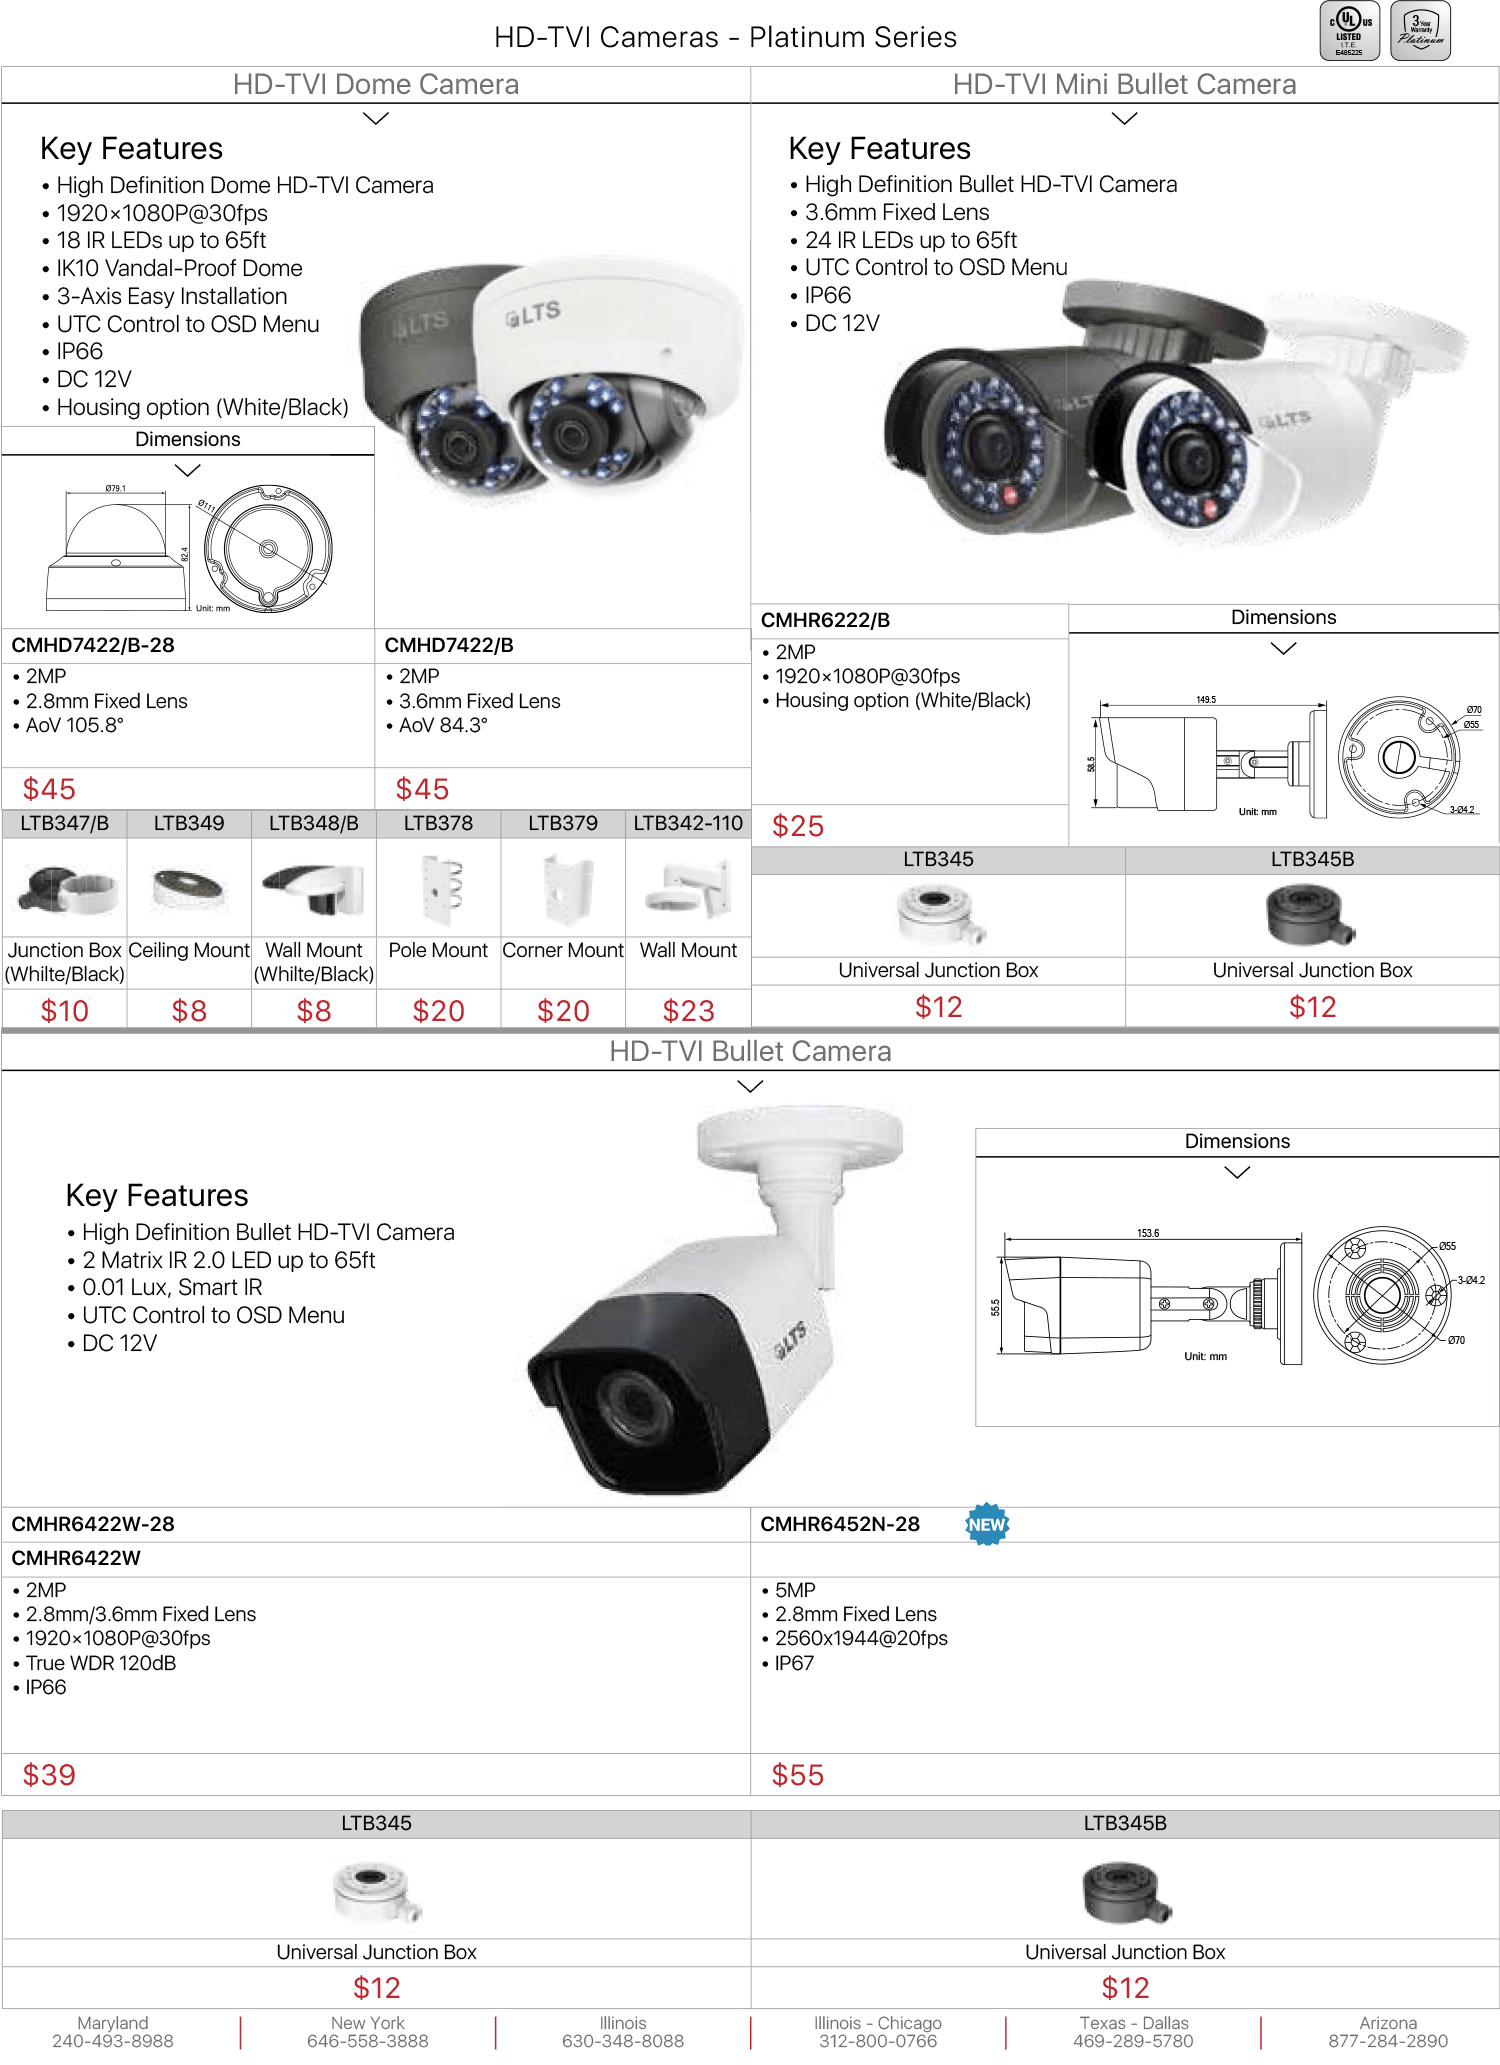 HD-TVI Cameras - Platinum Series
C UL US
LISTED
I.T.E.
E485225
3 Year
Warranty
Platinum
HD-TVI Dome Camera
Key Features
• High Definition Dome HD-TVI Camera
• 1920×1080P@30fps
• 18 IR LEDs up to 65ft
• IK10 Vandal-Proof Dome
• 3-Axis Easy Installation
• UTC Control to OSD Menu
• IP66
• DC 12V
• Housing option (White/Black)
LTS
LTS
Dimensions
Ø79.1
Ø111
82.4
Unit: mm
CMHD7422/B-28
• 2MP
• 2.8mm Fixed Lens
• AoV 105.8°
$45
CMHD7422/B
• 2MP
• 3.6mm Fixed Lens
• AoV 84.3°
$45
LTB347/B
LTB349
LTB348/B
LTB378
LTB379
LTB342-110
Junction Box
(Whilte/Black)
Ceiling Mount
Wall Mount
(Whilte/Black)
Pole Mount
Corner Mount
Wall Mount
$10
$8
$8
$20
$20
$23
HD-TVI Mini Bullet Camera
Key Features
• High Definition Bullet HD-TVI Camera
• 3.6mm Fixed Lens
• 24 IR LEDs up to 65ft
• UTC Control to OSD Menu
• IP66
• DC 12V
LTS
CMHR6222/B
• 2MP
• 1920×1080P@30fps
• Housing option (White/Black)
$25
Dimensions
149.5
58.5
Ø70
Ø55
3-Ø4.2
Unit: mm
LTB345
LTB345B
Universal Junction Box
Universal Junction Box
$12
$12
HD-TVI Bullet Camera
Key Features
• High Definition Bullet HD-TVI Camera
• 2 Matrix IR 2.0 LED up to 65ft
• 0.01 Lux, Smart IR
• UTC Control to OSD Menu
• DC 12V
LTS
Dimensions
153.6
55.5
Ø55
3-Ø4.2
Ø70
Unit: mm
CMHR6422W-28
CMHR6422W
• 2MP
• 2.8mm/3.6mm Fixed Lens
• 1920×1080P@30fps
• True WDR 120dB
• IP66
$39
CMHR6452N-28
NEW
• 5MP
• 2.8mm Fixed Lens
• 2560x1944@20fps
• IP67
$55
LTB345
LTB345B
Universal Junction Box
Universal Junction Box
$12
$12
Maryland
240-493-8988
New York
646-558-3888
Illinois
630-348-8088
Illinois - Chicago
312-800-0766
Texas - Dallas
469-289-5780
Arizona
877-284-2890